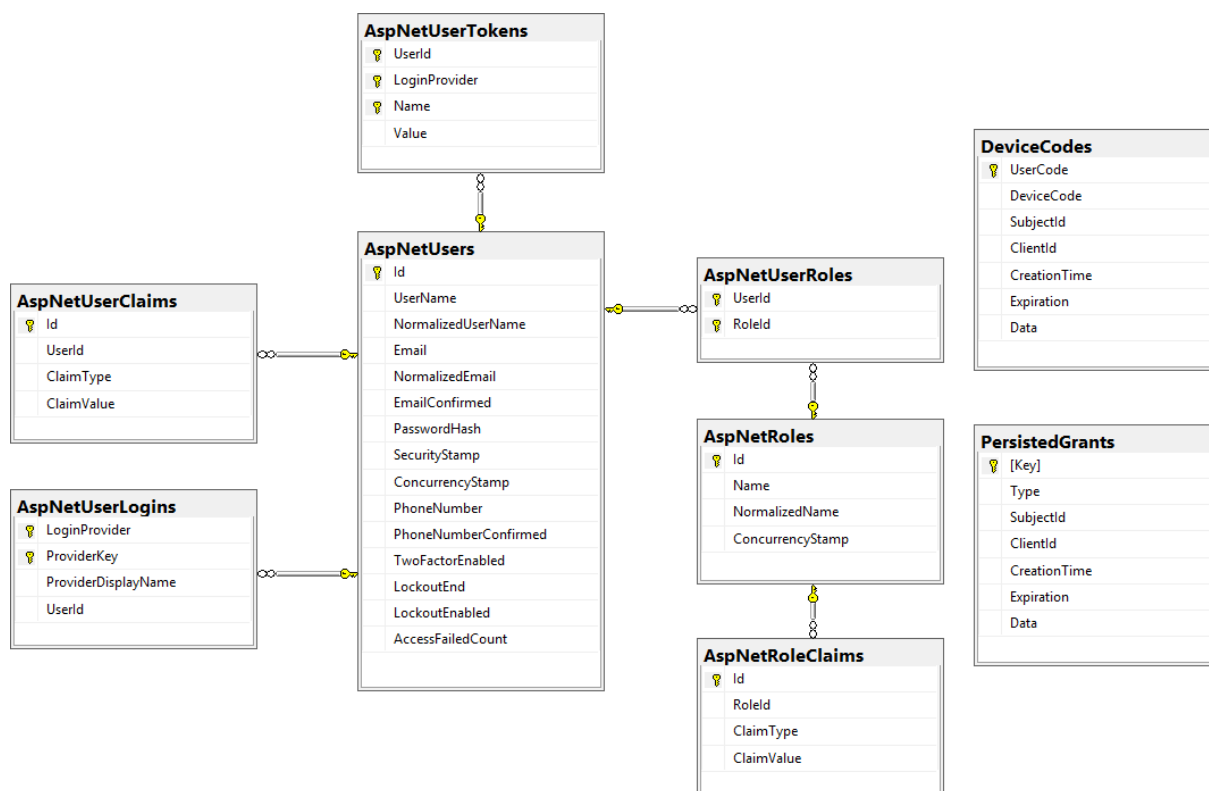 AspNetUserTokens
UserId
LoginProvider
Name
Value
DeviceCodes
UserCode
DeviceCode
SubjectId
ClientId
CreationTime
Expiration
Data
AspNetUsers
Id
UserName
NormalizedUserName
Email
NormalizedEmail
EmailConfirmed
PasswordHash
SecurityStamp
ConcurrencyStamp
PhoneNumber
PhoneNumberConfirmed
TwoFactorEnabled
LockoutEnd
LockoutEnabled
AccessFailedCount
AspNetUserRoles
UserId
RoleId
AspNetUserClaims
Id
UserId
ClaimType
ClaimValue
AspNetRoles
Id
Name
NormalizedName
ConcurrencyStamp
PersistedGrants
[Key]
Type
SubjectId
ClientId
CreationTime
Expiration
Data
AspNetUserLogins
LoginProvider
ProviderKey
ProviderDisplayName
UserId
AspNetRoleClaims
Id
RoleId
ClaimType
ClaimValue